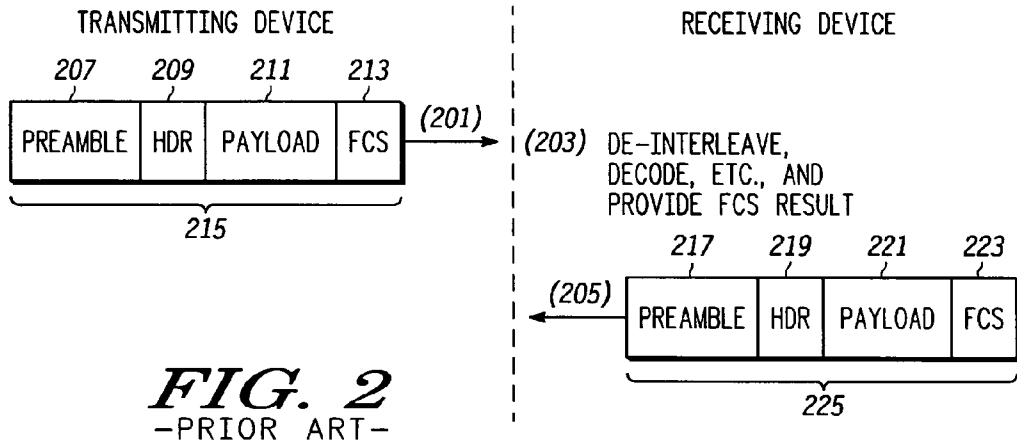 TRANSMITTING DEVICE
RECEIVING DEVICE
207 209 211 213
PREAMBLE HDR PAYLOAD FCS
(201)
215
(203) DE-INTERLEAVE,
DECODE, ETC., AND
PROVIDE FCS RESULT
217 219 221 223
(205)
PREAMBLE HDR PAYLOAD FCS
225
FIG. 2
-PRIOR ART-